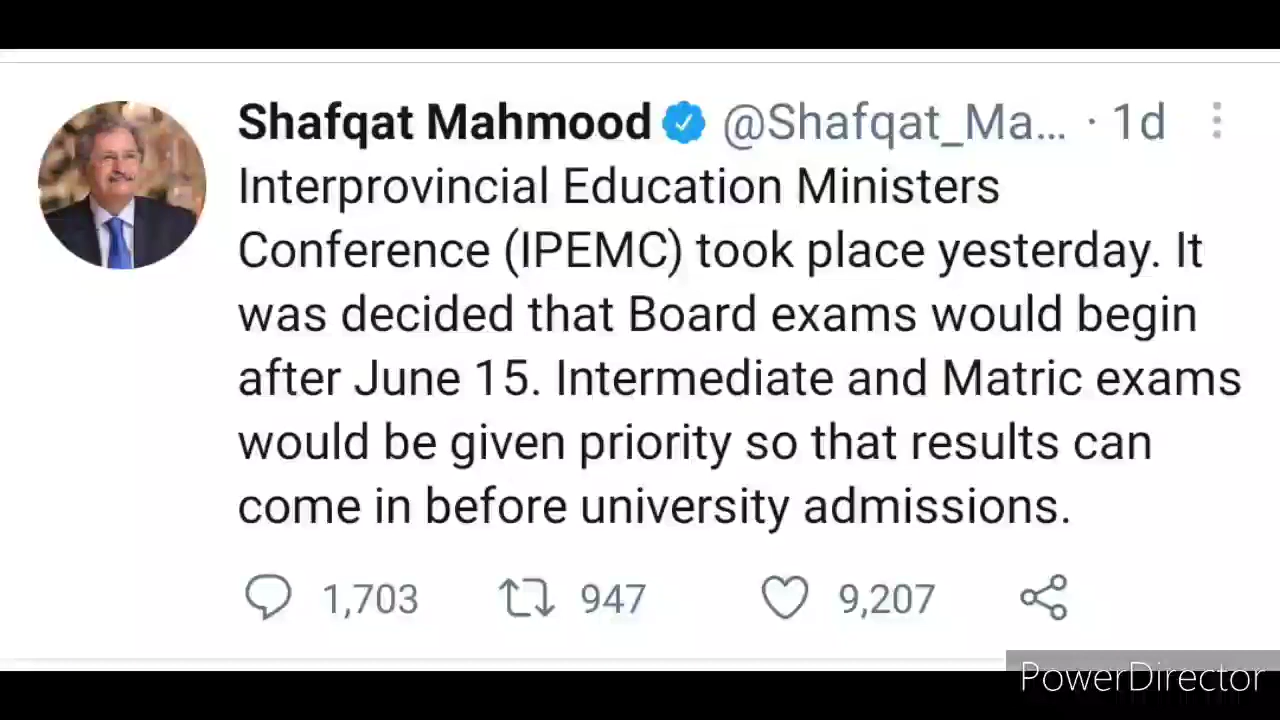 Shafqat Mahmood @Shafqat_Ma... · 1d
Interprovincial Education Ministers
Conference (IPEMC) took place yesterday. It
was decided that Board exams would begin
after June 15. Intermediate and Matric exams
would be given priority so that results can
come in before university admissions.
1,703 947 9,207
PowerDirector